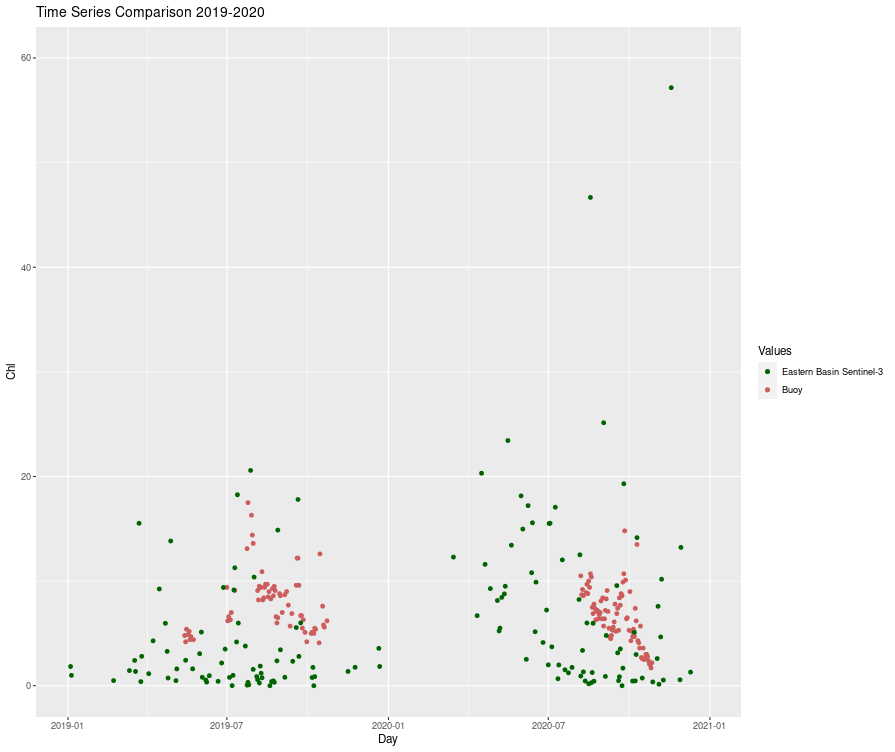 Time Series Comparison 2019-2020
60
40
20
0
Chl
2019-01
2019-07
2020-01
2020-07
2021-01
Day
Values
Eastern Basin Sentinel-3
Buoy